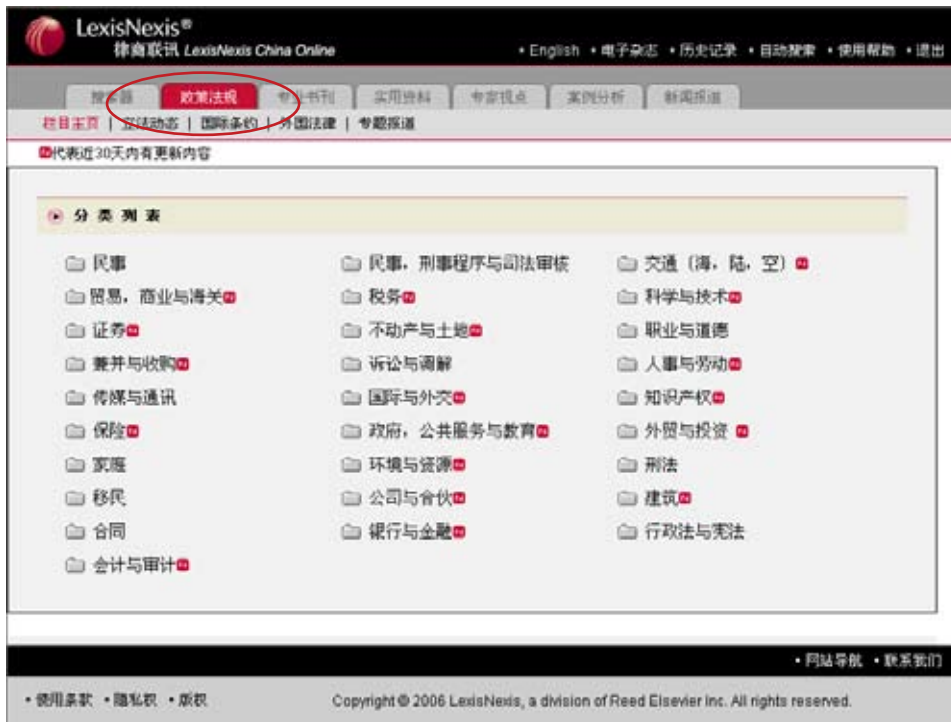 LexisNexis®
律商联讯 LexisNexis China Online
• English • 电子杂志 • 历史记录 • 自动搜索 • 使用帮助 • 退出
搜索器 政策法规 专业书刊 实用资料 专家视点 案例分析 新闻报道
栏目主页 | 立法动态 | 国际条约 | 外国法律 | 专题报道
代表近30天内有更新内容
分类列表
民事 民事，刑事程序与司法审核 交通（海，陆，空）
贸易，商业与海关 税务 科学与技术
证券 不动产与土地 职业与道德
兼并与收购 诉讼与调解 人事与劳动
传媒与通讯 国际与外交 知识产权
保险 政府，公共服务与教育 外贸与投资
家庭 环境与资源 刑法
移民 公司与合伙 建筑
合同 银行与金融 行政法与宪法
会计与审计
• 网站导航 • 联系我们
• 使用条款 • 隐私权 • 版权 Copyright © 2006 LexisNexis, a division of Reed Elsevier Inc. All rights reserved.